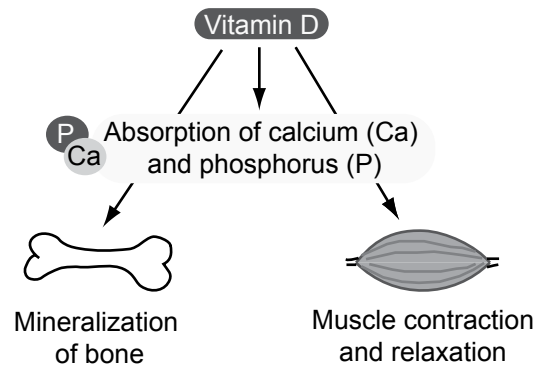 Vitamin D
P
Ca
Absorption of calcium (Ca)
and phosphorus (P)
Mineralization
of bone
Muscle contraction
and relaxation